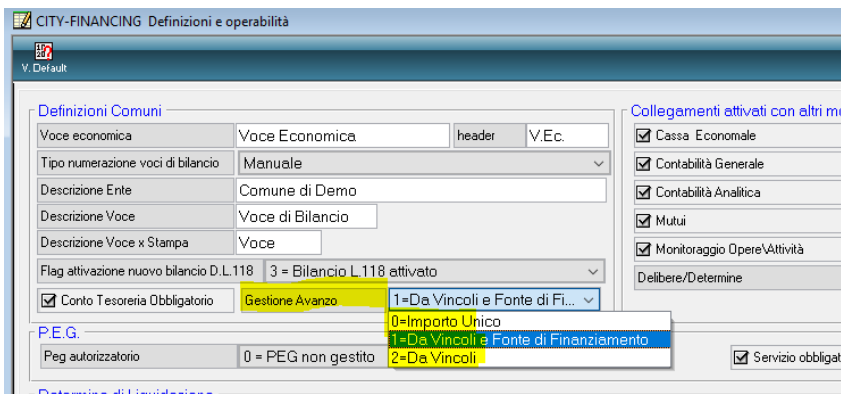 CITY-FINANCING Definizioni e operabilità
V. Default
Definizioni Comuni
Voce economica Voce Economica header V.Ec.
Tipo numerazione voci di bilancio Manuale
Descrizione Ente Comune di Demo
Descrizione Voce Voce di Bilancio
Descrizione Voce x Stampa Voce
Flag attivazione nuovo bilancio D.L.118 3 = Bilancio L.118 attivato
Conto Tesoreria Obbligatorio Gestione Avanzo 1=Da Vincoli e Fonte di Fi...
0=Importo Unico
1=Da Vincoli e Fonte di Finanziamento
2=Da Vincoli
P.E.G.
Peg autorizzatorio 0 = PEG non gestito Servizio obbligat
Collegamenti attivati con altri mo
Cassa Economale
Contabilità Generale
Contabilità Analitica
Mutui
Monitoraggio Opere\Attività
Delibere/Determine